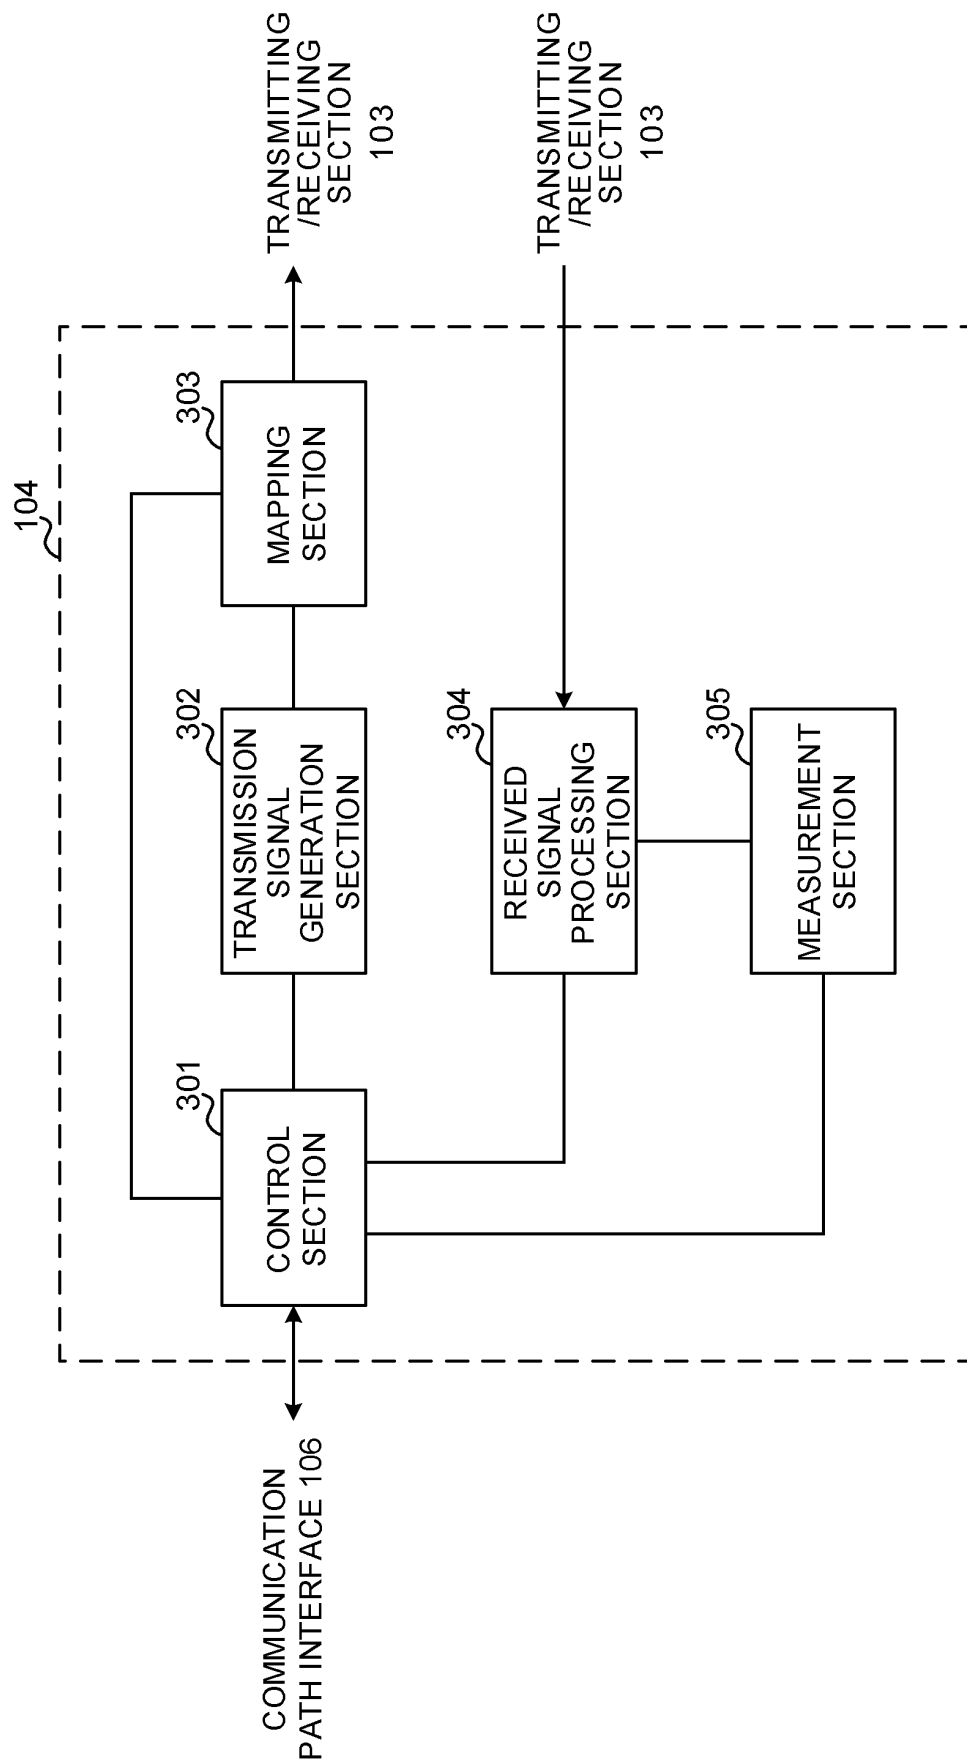 104
COMMUNICATION
PATH INTERFACE 106
301
CONTROL
SECTION
302
TRANSMISSION
SIGNAL
GENERATION
SECTION
303
MAPPING
SECTION
TRANSMITTING
/RECEIVING
SECTION
103
304
RECEIVED
SIGNAL
PROCESSING
SECTION
TRANSMITTING
/RECEIVING
SECTION
103
305
MEASUREMENT
SECTION